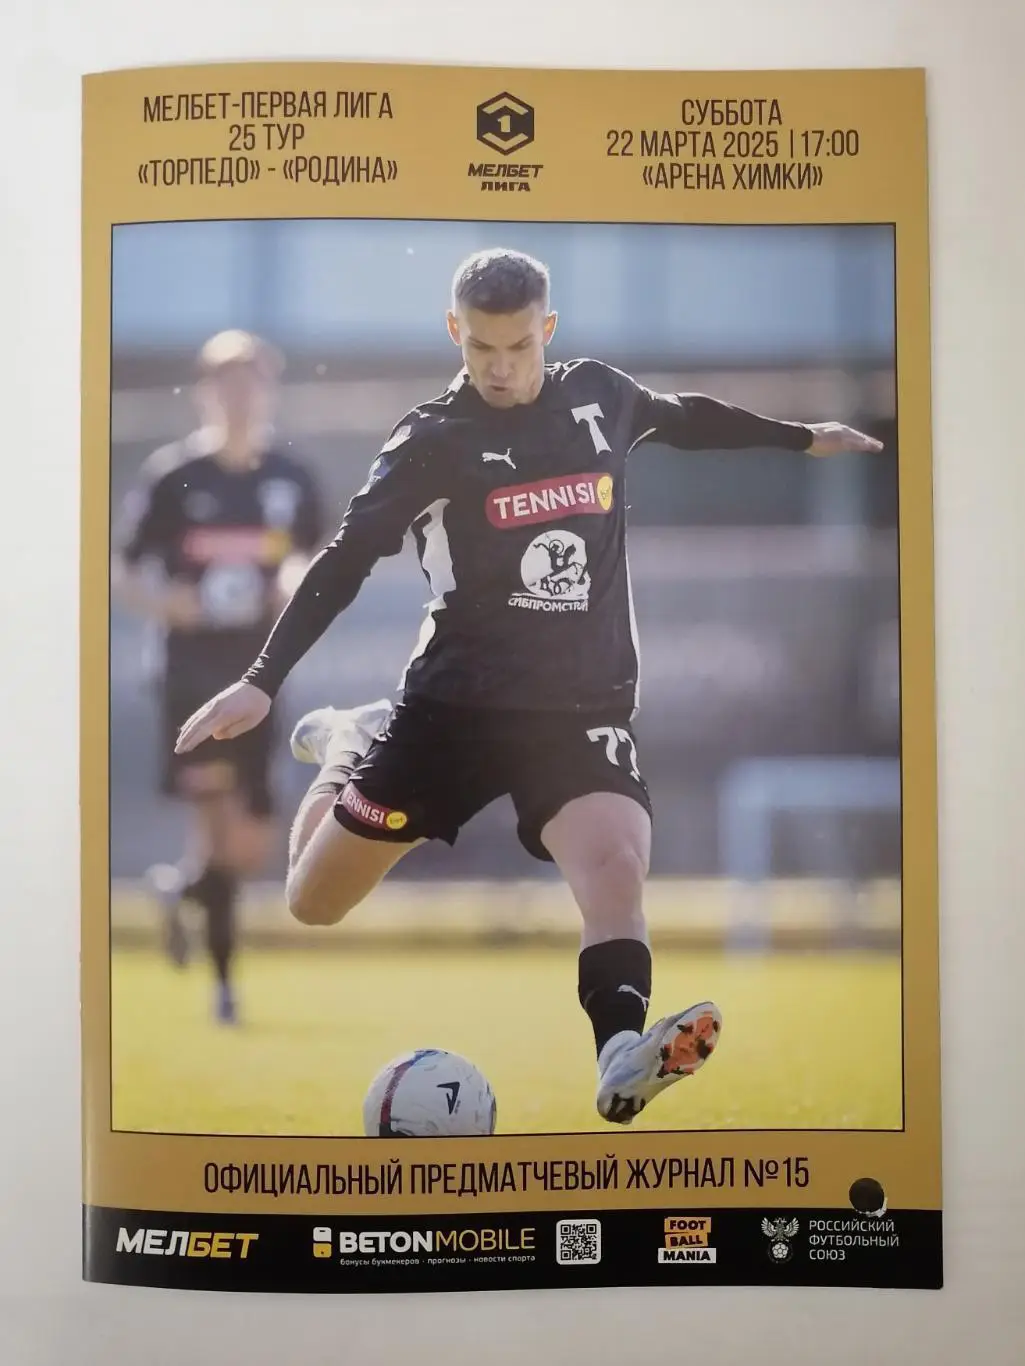 МЕЛБЕТ-ПЕРВАЯ ЛИГА
25 ТУР
«ТОРПЕДО» - «РОДИНА»
1
МЕЛБЕТ
ЛИГА
СУББОТА
22 МАРТА 2025 | 17:00
«АРЕНА ХИМКИ»
T
TENNISI bet
СИБПРОМСТРОЙ
77
TENNISI bet
ОФИЦИАЛЬНЫЙ ПРЕДМАТЧЕВЫЙ ЖУРНАЛ №15
МЕЛБЕТ
BETONMOBILE
бонусы букмекеров · прогнозы · новости спорта
FOOT
BALL
MANIA
РОССИЙСКИЙ
ФУТБОЛЬНЫЙ
СОЮЗ